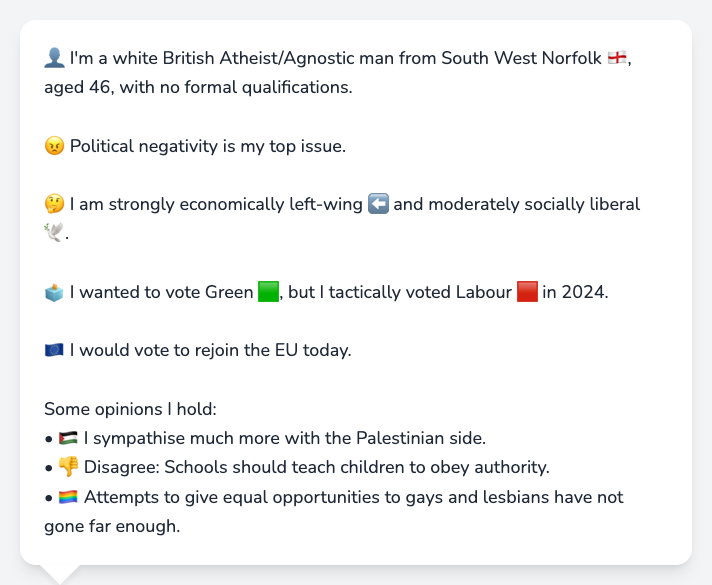 👤 I'm a white British Atheist/Agnostic man from South West Norfolk 🏴󠁧󠁢󠁥󠁮󠁧󠁿,
aged 46, with no formal qualifications.
😠 Political negativity is my top issue.
🤔 I am strongly economically left-wing ⬅️ and moderately socially liberal
🕊️.
🗳️ I wanted to vote Green 🟩, but I tactically voted Labour 🟥 in 2024.
🇪🇺 I would vote to rejoin the EU today.
Some opinions I hold:
• 🇵🇸 I sympathise much more with the Palestinian side.
• 👎 Disagree: Schools should teach children to obey authority.
• 🏳️‍🌈 Attempts to give equal opportunities to gays and lesbians have not
gone far enough.